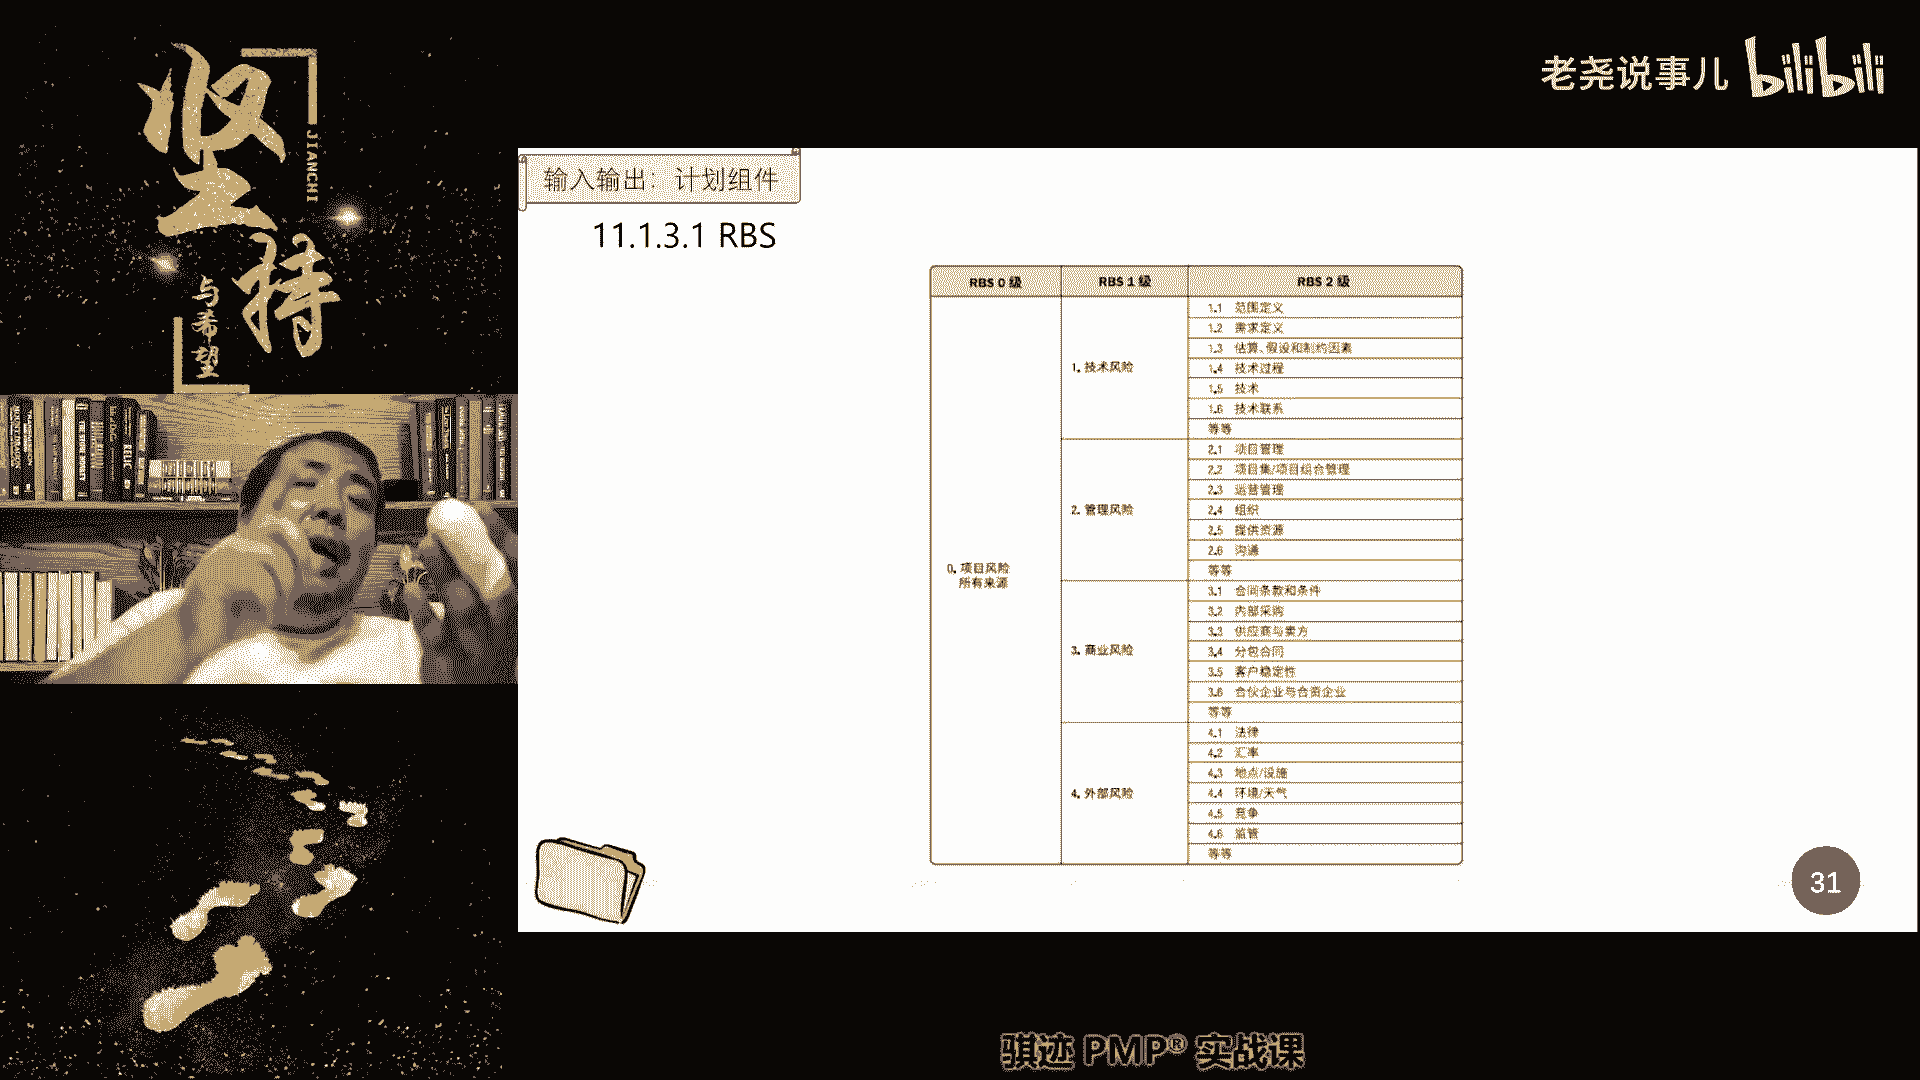 坚持
JIANCHI
与希望
老尧说事儿 bilibili
输入输出：计划组件
11.1.3.1 RBS
RBS 0 级 RBS 1 级 RBS 2 级
0. 项目风险
所有来源
1. 技术风险
1.1 范围定义
1.2 需求定义
1.3 估算、假设和制约因素
1.4 技术过程
1.5 技术
1.6 技术联系
等等
2. 管理风险
2.1 项目管理
2.2 项目集/项目组合管理
2.3 运营管理
2.4 组织
2.5 提供资源
2.6 沟通
等等
3. 商业风险
3.1 合同条款和条件
3.2 内部采购
3.3 供应商与卖方
3.4 分包合同
3.5 客户稳定性
3.6 合伙企业与合资企业
等等
4. 外部风险
4.1 法律
4.2 汇率
4.3 地点/设施
4.4 环境/天气
4.5 竞争
4.6 监管
等等
31
骐迹 PMP® 实战课